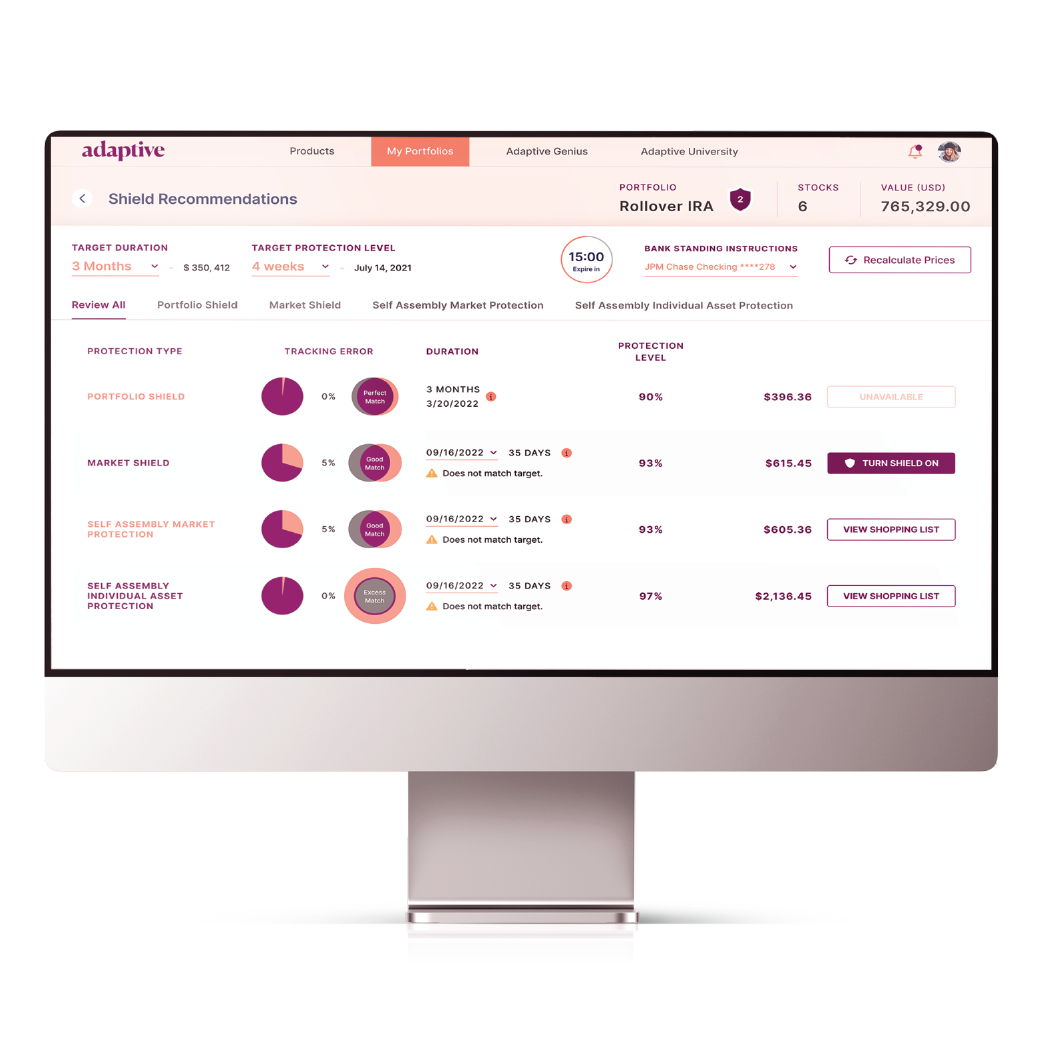 adaptive
Products
My Portfolios
Adaptive Genius
Adaptive University
Shield Recommendations
PORTFOLIO
Rollover IRA
2
STOCKS
6
VALUE (USD)
765,329.00
TARGET DURATION
3 Months - $ 350, 412
TARGET PROTECTION LEVEL
4 weeks - July 14, 2021
15:00
Expire in
BANK STANDING INSTRUCTIONS
JPM Chase Checking ****278
Recalculate Prices
Review All
Portfolio Shield
Market Shield
Self Assembly Market Protection
Self Assembly Individual Asset Protection
PROTECTION TYPE
TRACKING ERROR
DURATION
PROTECTION
LEVEL
PORTFOLIO SHIELD
0%
Perfect
Match
3 MONTHS
3/20/2022
i
90%
$396.36
UNAVAILABLE
MARKET SHIELD
5%
Good
Match
09/16/2022
35 DAYS
i
Does not match target.
93%
$615.45
TURN SHIELD ON
SELF ASSEMBLY MARKET
PROTECTION
5%
Good
Match
09/16/2022
35 DAYS
i
Does not match target.
93%
$605.36
VIEW SHOPPING LIST
SELF ASSEMBLY
INDIVIDUAL ASSET
PROTECTION
0%
Excess
Match
09/16/2022
35 DAYS
i
Does not match target.
97%
$2,136.45
VIEW SHOPPING LIST